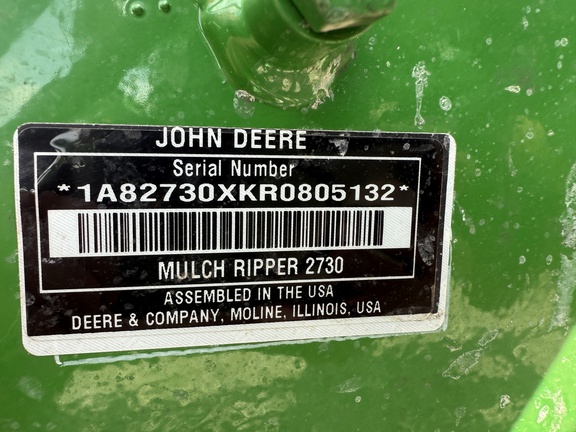 JOHN DEERE
Serial Number
*1A82730XKR0805132*
MULCH RIPPER 2730
ASSEMBLED IN THE USA
DEERE & COMPANY, MOLINE, ILLINOIS, USA